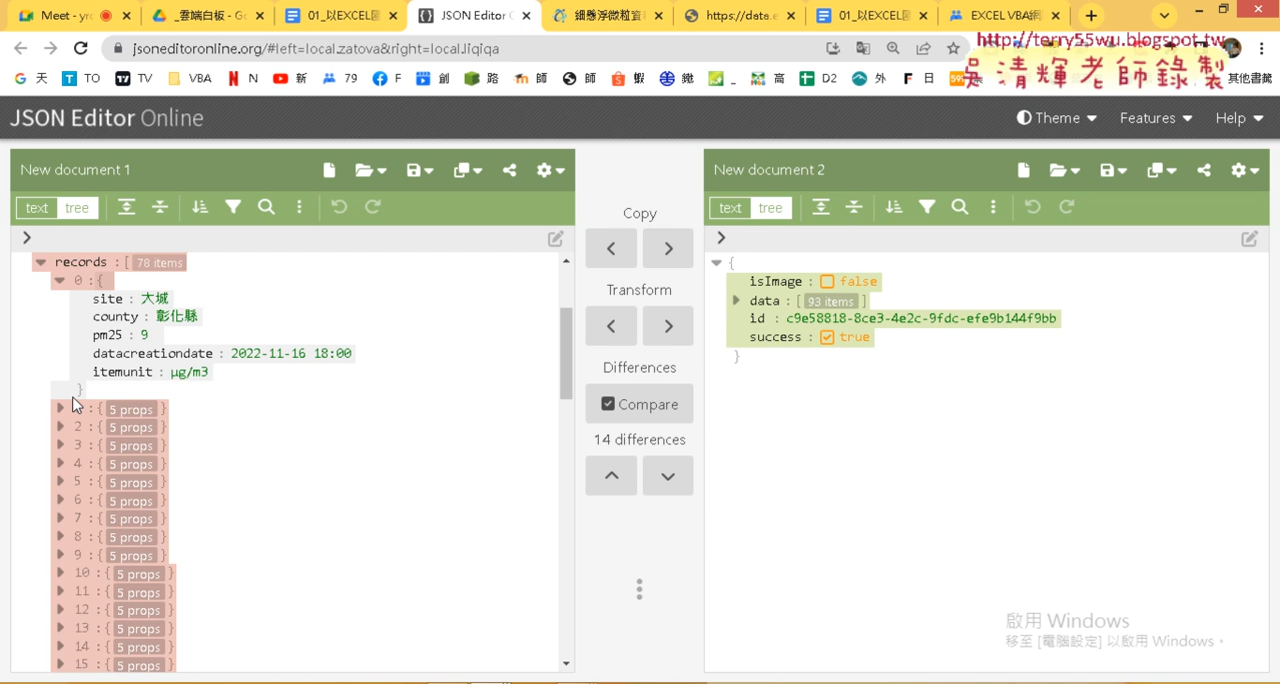 Meet - yr
_雲端白板 - Go
01_以EXCEL圖
JSON Editor O
細懸浮微粒資
https://data.e
01_以EXCEL圖
EXCEL VBA網
jsoneditoronline.org/#left=local.zatova&right=local.liqiqa
http://terry55wu.blogspot.tw
吳清輝老師錄製
天 TO TV VBA N 新 79 F 創 路 師 師 蝦 鐵 _ 高 D2 外 日 其他書籤
JSON Editor Online
Theme Features Help
New document 1
New document 2
text tree
text tree
records : [ 78 items
0 : {
site : 大城
county : 彰化縣
pm25 : 9
datacreationdate : 2022-11-16 18:00
itemunit : μg/m3
}
: { 5 props }
2 : { 5 props }
3 : { 5 props }
4 : { 5 props }
5 : { 5 props }
6 : { 5 props }
7 : { 5 props }
8 : { 5 props }
9 : { 5 props }
10 : { 5 props }
11 : { 5 props }
12 : { 5 props }
13 : { 5 props }
14 : { 5 props }
15 : { 5 props }
Copy
Transform
Differences
Compare
14 differences
{
isImage : false
data : [ 93 items ]
id : c9e58818-8ce3-4e2c-9fdc-efe9b144f9bb
success : true
}
啟用 Windows
移至 [電腦設定] 以啟用 Windows。